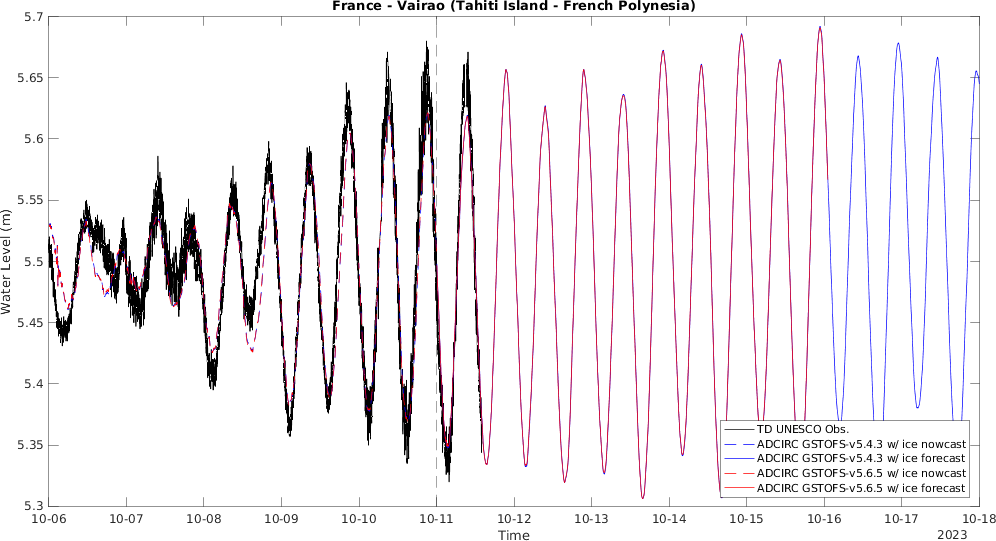 France - Vairao (Tahiti Island - French Polynesia)
5.7
5.65
5.6
5.55
5.5
5.45
5.4
5.35
5.3
Water Level (m)
TD UNESCO Obs.
ADCIRC GSTOFS-v5.4.3 w/ ice nowcast
ADCIRC GSTOFS-v5.4.3 w/ ice forecast
ADCIRC GSTOFS-v5.6.5 w/ ice nowcast
ADCIRC GSTOFS-v5.6.5 w/ ice forecast
10-06 10-07 10-08 10-09 10-10 10-11 10-12 10-13 10-14 10-15 10-16 10-17 10-18
Time
2023